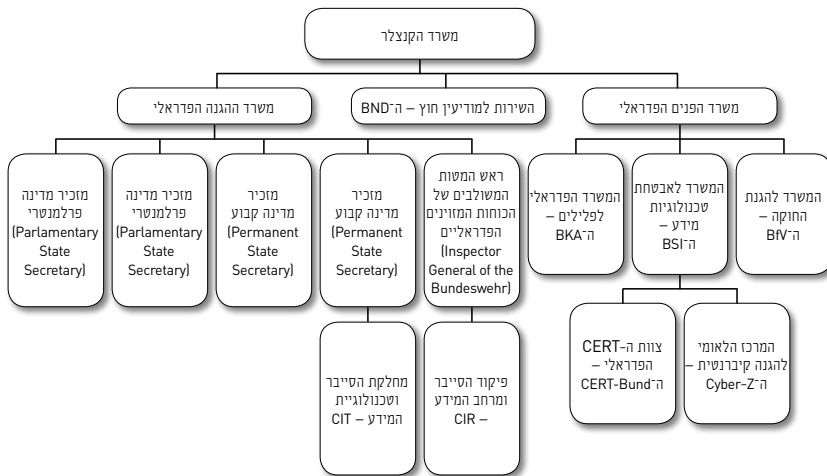 משרד הקנצלר
משרד הפנים הפדראלי
השירות למודיעין חוץ – ה־BND
משרד ההגנה הפדראלי
המשרד להגנת
החוקה –
ה־BfV
המשרד לאבטחת
טכנולוגיות
מידע –
ה־BSI
המשרד הפדראלי
לפלילים –
ה־BKA
ראש המטות
המשולבים של
הכוחות המזוינים
הפדראליים
(Inspector
General of the
Bundeswehr)
מזכיר
מדינה קבוע
(Permanent
State
Secretary)
מזכיר
מדינה קבוע
(Permanent
State
Secretary)
מזכיר מדינה
פרלמנטרי
(Parlamentary
State
Secretary)
מזכיר מדינה
פרלמנטרי
(Parlamentary
State
Secretary)
המרכז הלאומי
להגנה קיברנטית –
ה־Cyber-Z
צוות ה-CERT
הפדראלי –
ה־CERT-Bund
פיקוד הסייבר
ומרחב המידע
– CIR
מחלקת הסייבר
וטכנולוגיית
המידע – CIT